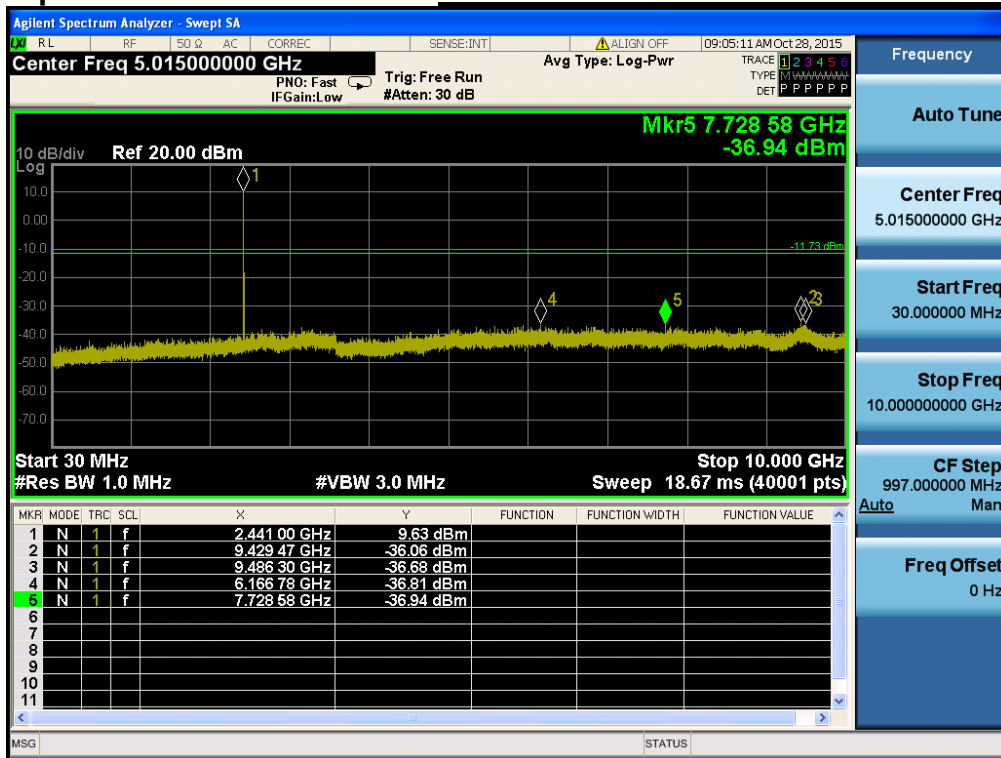 Agilent Spectrum Analyzer - Swept SA
LXI RL RF 50 Ω AC CORREC SENSE:INT ALIGN OFF 09:05:11 AM Oct 28, 2015
Center Freq 5.015000000 GHz
PNO: Fast
IFGain:Low
Trig: Free Run
#Atten: 30 dB
Avg Type: Log-Pwr
TRACE 1 2 3 4 5 6
TYPE M WWWWW
DET P P P P P P
Mkr5 7.728 58 GHz
-36.94 dBm
10 dB/div Ref 20.00 dBm
Log
1
10.0
0.00
-10.0
-11.73 dBm
-20.0
-30.0
4
5
23
-40.0
-50.0
-60.0
-70.0
Start 30 MHz Stop 10.000 GHz
#Res BW 1.0 MHz #VBW 3.0 MHz Sweep 18.67 ms (40001 pts)
MKR MODE TRC SCL X Y FUNCTION FUNCTION WIDTH FUNCTION VALUE
1 N 1 f 2.441 00 GHz 9.63 dBm
2 N 1 f 9.429 47 GHz -36.06 dBm
3 N 1 f 9.486 30 GHz -36.68 dBm
4 N 1 f 6.166 78 GHz -36.81 dBm
5 N 1 f 7.728 58 GHz -36.94 dBm
6
7
8
9
10
11
MSG STATUS
Frequency
Auto Tune
Center Freq
5.015000000 GHz
Start Freq
30.000000 MHz
Stop Freq
10.000000000 GHz
CF Step
997.000000 MHz
Auto Man
Freq Offset
0 Hz